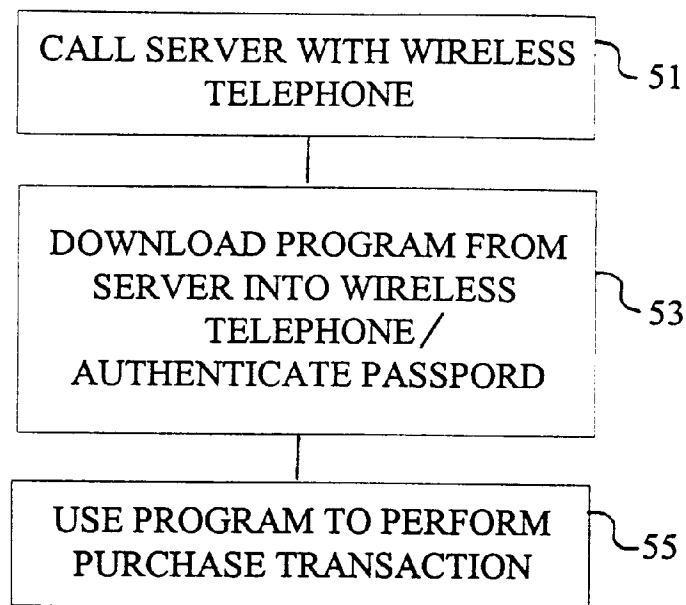 CALL SERVER WITH WIRELESS
TELEPHONE
51
DOWNLOAD PROGRAM FROM
SERVER INTO WIRELESS
TELEPHONE/
AUTHENTICATE PASSPORD
53
USE PROGRAM TO PERFORM
PURCHASE TRANSACTION
55